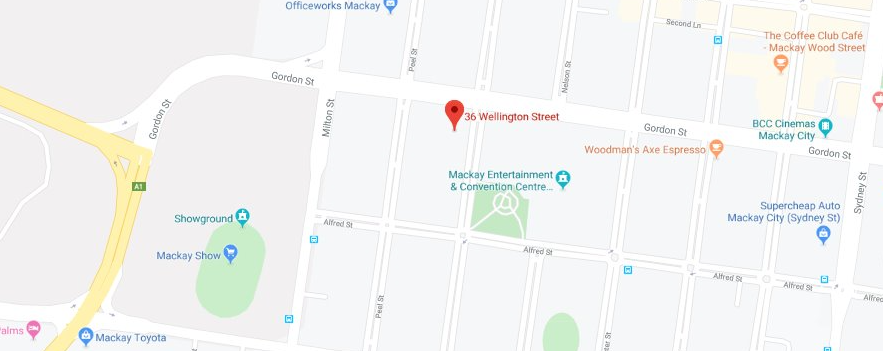 Officeworks Mackay
Second Ln
The Coffee Club Café
- Mackay Wood Street
Peel St
Nelson St
Gordon St
Gordon St
Milton St
36 Wellington Street
Gordon St
BCC Cinemas
Mackay City
Woodman's Axe Espresso
Gordon St
Mackay Entertainment
& Convention Centre...
A1
Sydney St
Showground
Supercheap Auto
Mackay City (Sydney St)
Alfred St
Mackay Show
Alfred St
Alfred St
Alfred St
Peel St
Palms
Mackay Toyota